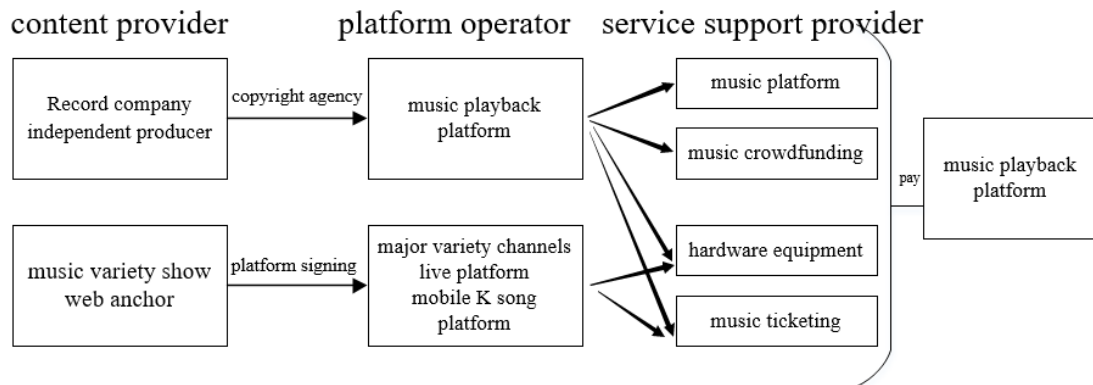 content provider
platform operator
service support provider
Record company
independent producer
copyright agency
music playback
platform
music platform
music crowdfunding
pay
music playback
platform
music variety show
web anchor
platform signing
major variety channels
live platform
mobile K song
platform
hardware equipment
music ticketing